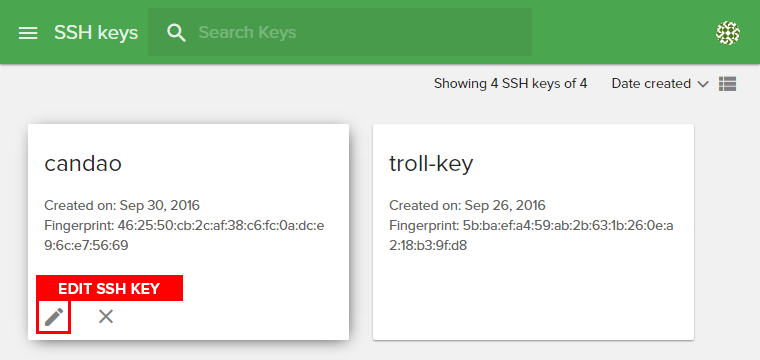 SSH keys
Search Keys
Showing 4 SSH keys of 4
Date created
candao
Created on: Sep 30, 2016
Fingerprint: 46:25:50:cb:2c:af:38:c6:fc:0a:dc:e
9:6c:e7:56:69
EDIT SSH KEY
troll-key
Created on: Sep 26, 2016
Fingerprint: 5b:ba:ef:a4:59:ab:2b:63:1b:26:0e:a
2:18:b3:9f:d8